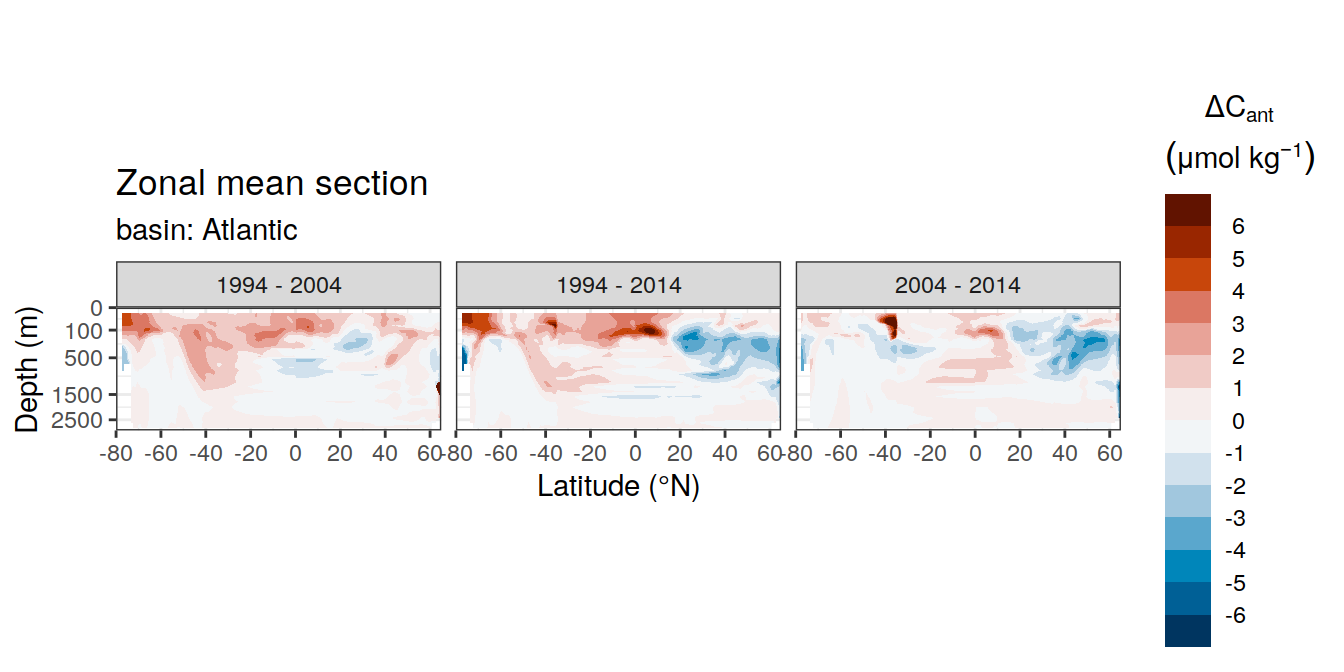 Zonal mean section
basin: Atlantic
1994 - 2004
1994 - 2014
2004 - 2014
Depth (m)
0
100
500
1500
2500
-80 -60 -40 -20 0 20 40 60
-80 -60 -40 -20 0 20 40 60
-80 -60 -40 -20 0 20 40 60
Latitude (°N)
ΔCant
(μmol kg⁻¹)
6
5
4
3
2
1
0
-1
-2
-3
-4
-5
-6